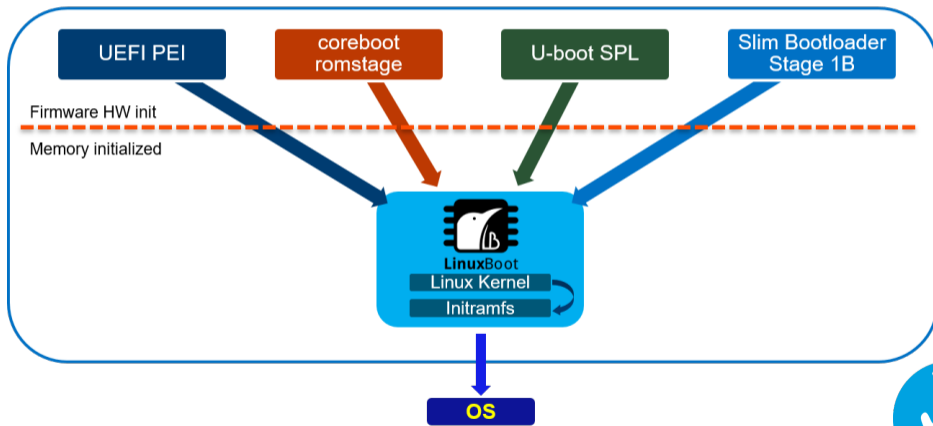 UEFI PEI
coreboot
romstage
U-boot SPL
Slim Bootloader
Stage 1B
Firmware HW init
Memory initialized
LB
LinuxBoot
Linux Kernel
Initramfs
OS